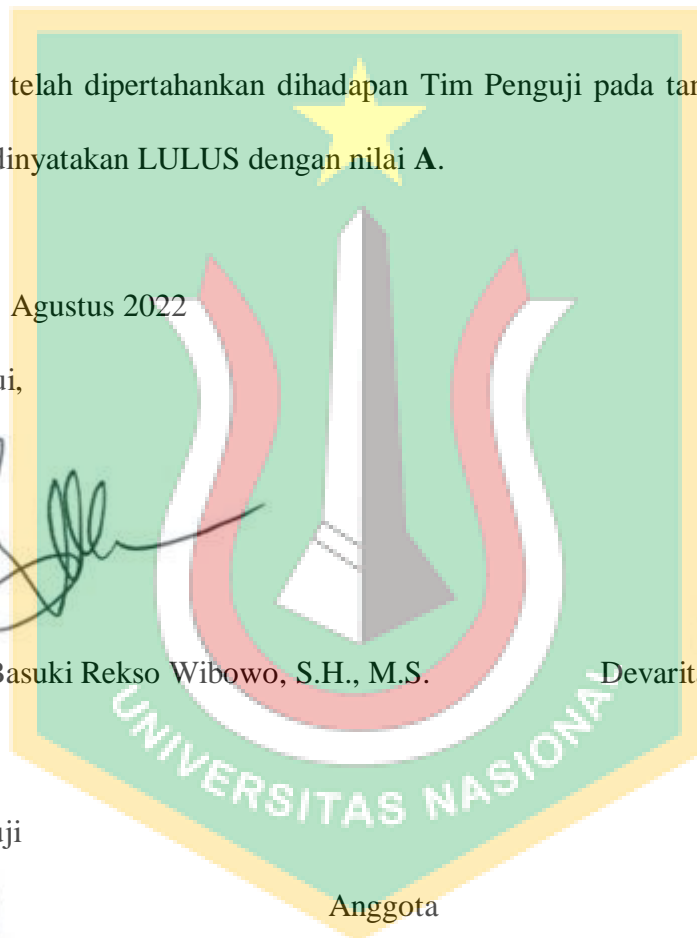 telah dipertahankan dihadapan Tim Penguji pada tan
dinyatakan LULUS dengan nilai A.
Agustus 2022
ui,
Basuki Rekso Wibowo, S.H., M.S. Devarit
UNIVERSITAS NASIONAL
uji
Anggota